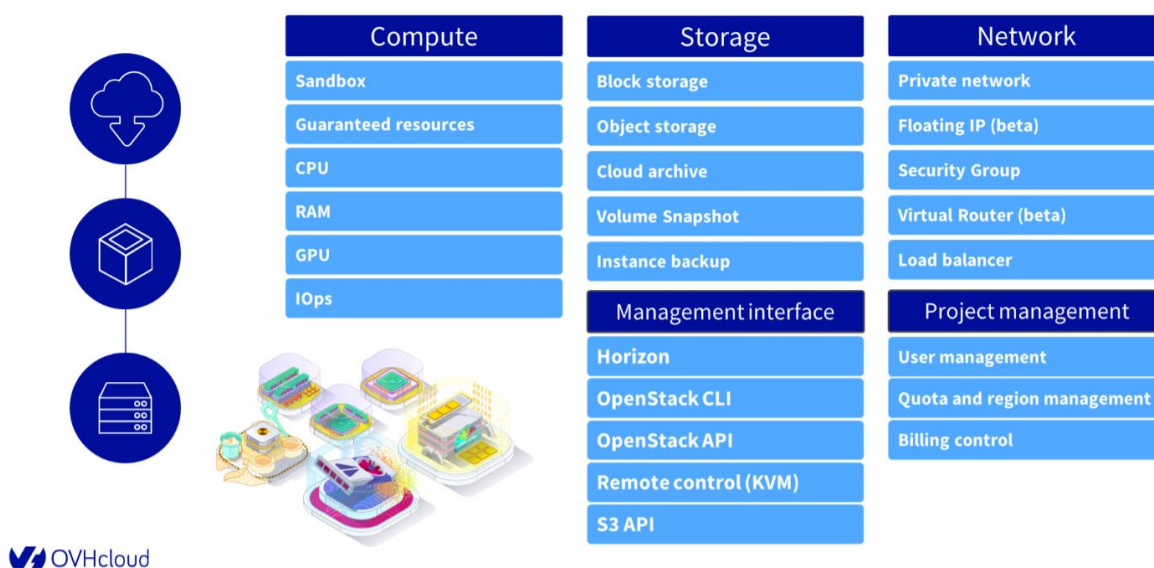 Compute
Sandbox
Guaranteed resources
CPU
RAM
GPU
IOps
Storage
Block storage
Object storage
Cloud archive
Volume Snapshot
Instance backup
Management interface
Horizon
OpenStack CLI
OpenStack API
Remote control (KVM)
S3 API
Network
Private network
Floating IP (beta)
Security Group
Virtual Router (beta)
Load balancer
Project management
User management
Quota and region management
Billing control
OVHcloud